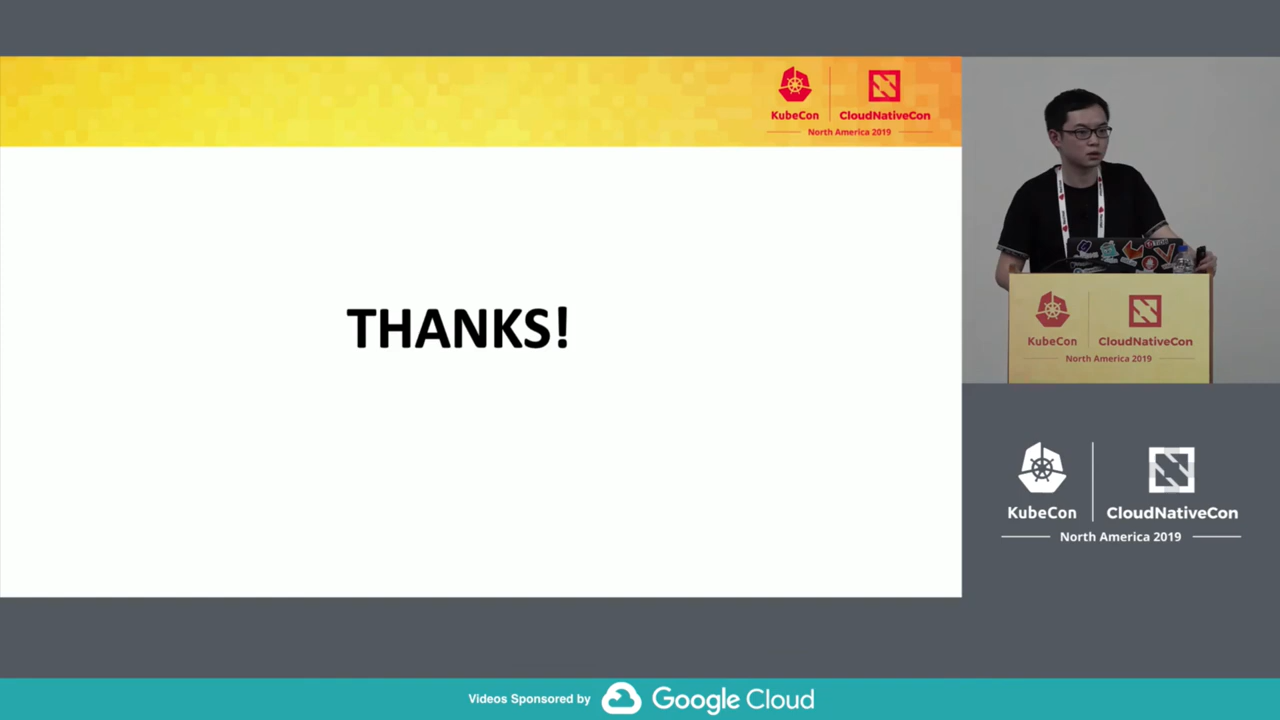 KubeCon
CloudNativeCon
North America 2019
THANKS!
KubeCon
CloudNativeCon
North America 2019
KubeCon
CloudNativeCon
North America 2019
Videos Sponsored by
Google Cloud